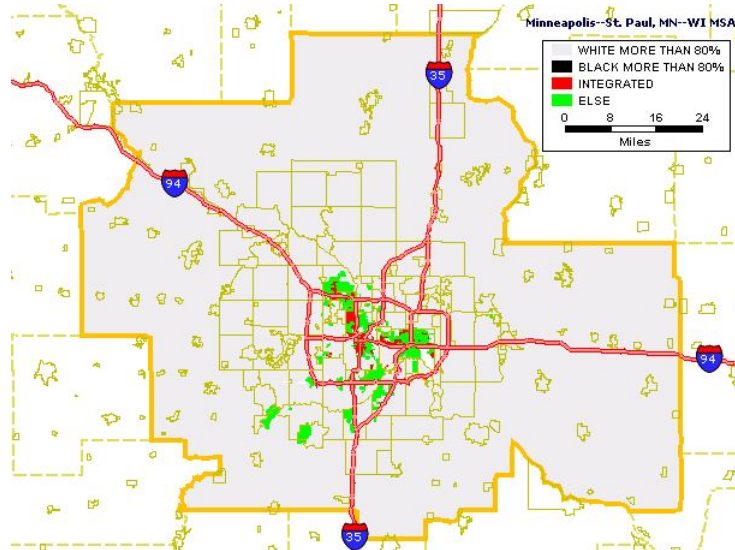 Minneapolis--St. Paul, MN--WI MSA
WHITE MORE THAN 80%
BLACK MORE THAN 80%
INTEGRATED
ELSE
0 8 16 24
Miles
35
94
94
35